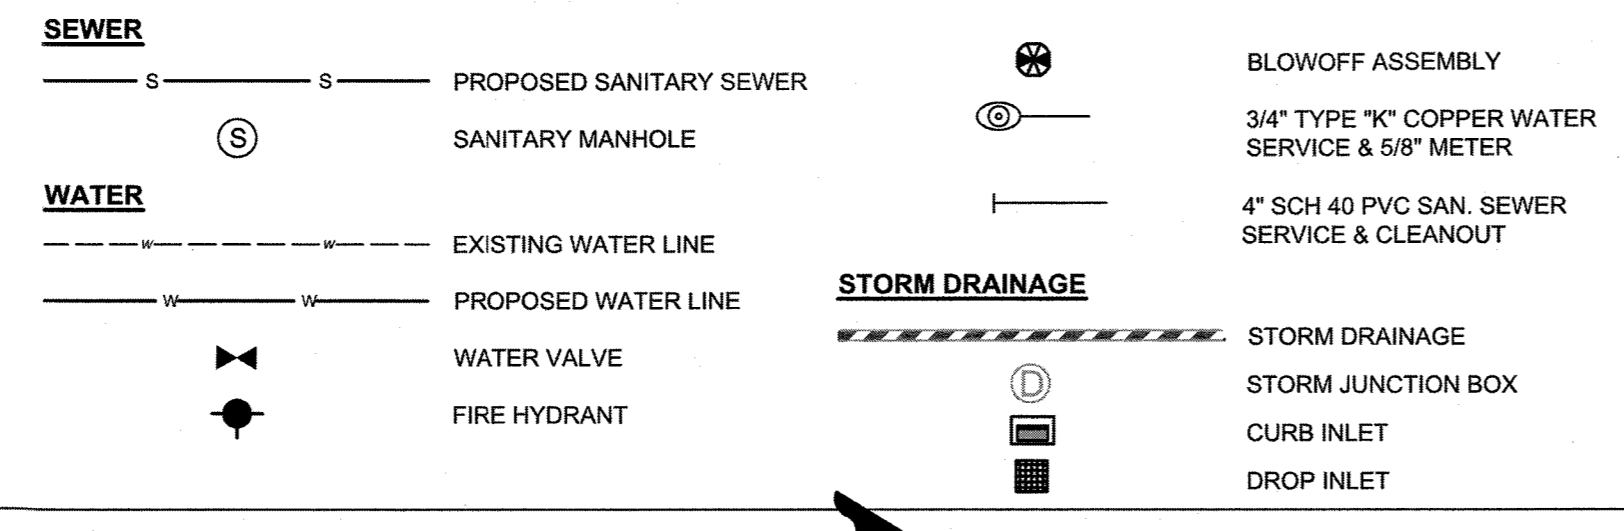 SEWER
S S PROPOSED SANITARY SEWER
S SANITARY MANHOLE
WATER
w w EXISTING WATER LINE
W W PROPOSED WATER LINE
WATER VALVE
FIRE HYDRANT
BLOWOFF ASSEMBLY
3/4" TYPE "K" COPPER WATER
SERVICE & 5/8" METER
4" SCH 40 PVC SAN. SEWER
SERVICE & CLEANOUT
STORM DRAINAGE
STORM DRAINAGE
D STORM JUNCTION BOX
CURB INLET
DROP INLET